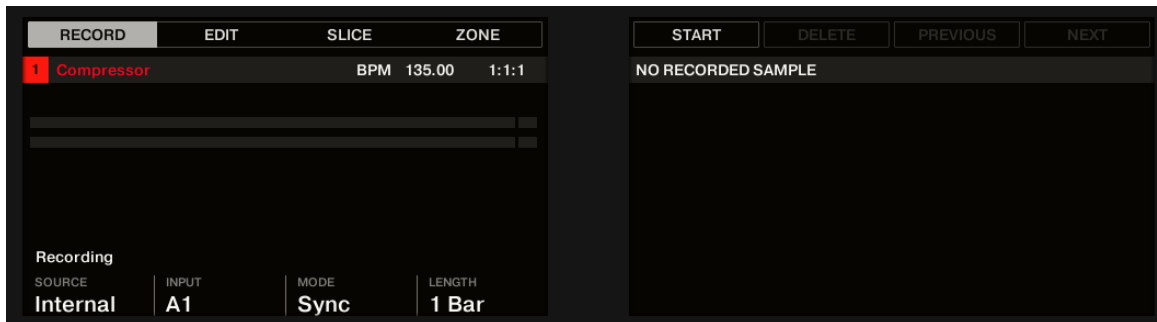 RECORD EDIT SLICE ZONE
1 Compressor BPM 135.00 1:1:1
Recording
SOURCE INPUT MODE LENGTH
Internal A1 Sync 1 Bar
START DELETE PREVIOUS NEXT
NO RECORDED SAMPLE